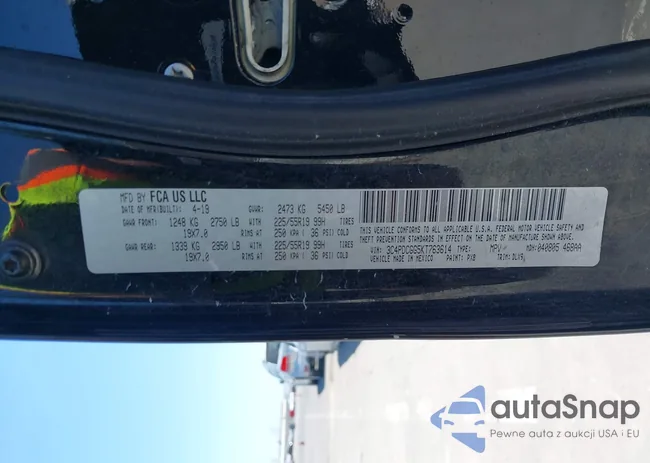 MFD BY FCA US LLC
DATE OF MFR(BUILT): 4-19 GVWR: 2473 KG 5450 LB
GAWR FRONT: 1248 KG 2750 LB WITH 225/55R19 99H TIRES
19X7.0 RIMS AT 250 KPA ( 36 PSI) COLD
GAWR REAR: 1339 KG 2950 LB WITH 225/55R19 99H TIRES
19X7.0 RIMS AT 250 KPA ( 36 PSI) COLD
THIS VEHICLE CONFORMS TO ALL APPLICABLE U.S.A. FEDERAL MOTOR VEHICLE SAFETY,
AND THEFT PREVENTION STANDARDS IN EFFECT ON THE DATE OF MANUFACTURE SHOWN ABOVE.
VIN: 3C4PDCGG5KT763614 TYPE: MPV MDH: 040805 468AA
VEHICLE MADE IN MEXICO PAINT: PX8 TRIM: DLX9
autaSnap
Pewne auta z aukcji USA i EU